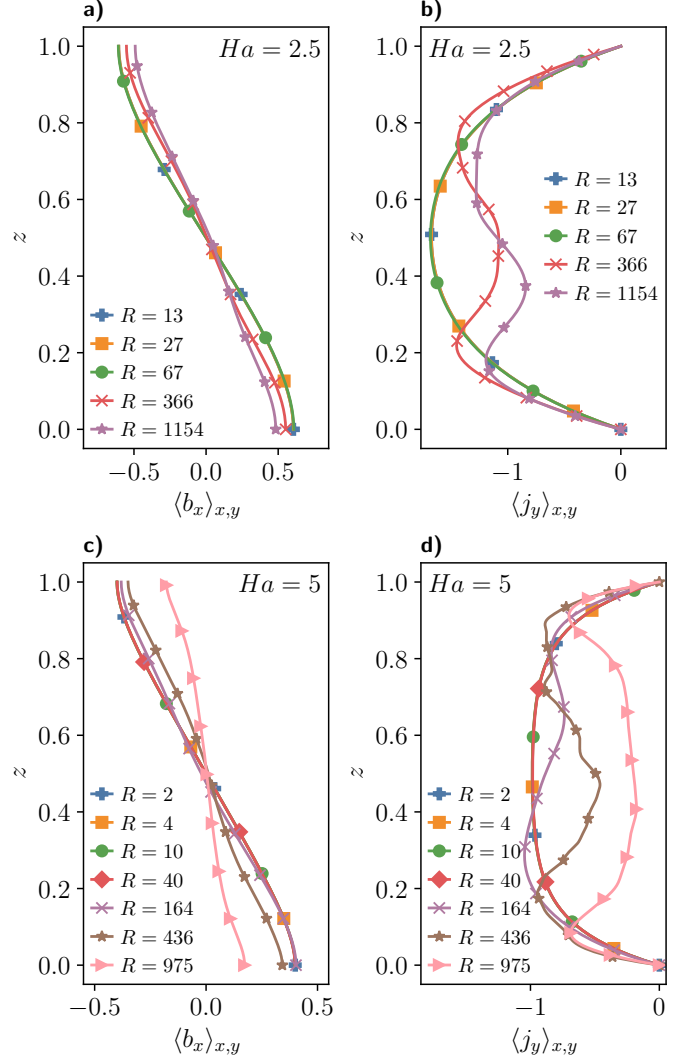 a)
b)
Ha = 2.5
Ha = 2.5
1.0
0.8
0.6
0.4
0.2
0.0
z
R = 13
R = 27
R = 67
R = 366
R = 1154
−0.5
0.0
0.5
⟨b_x⟩_{x,y}
1.0
0.8
0.6
0.4
0.2
0.0
z
R = 13
R = 27
R = 67
R = 366
R = 1154
−1
0
⟨j_y⟩_{x,y}
c)
d)
Ha = 5
Ha = 5
1.0
0.8
0.6
0.4
0.2
0.0
z
R = 2
R = 4
R = 10
R = 40
R = 164
R = 436
R = 975
−0.5
0.0
0.5
⟨b_x⟩_{x,y}
1.0
0.8
0.6
0.4
0.2
0.0
z
R = 2
R = 4
R = 10
R = 40
R = 164
R = 436
R = 975
−1
0
⟨j_y⟩_{x,y}